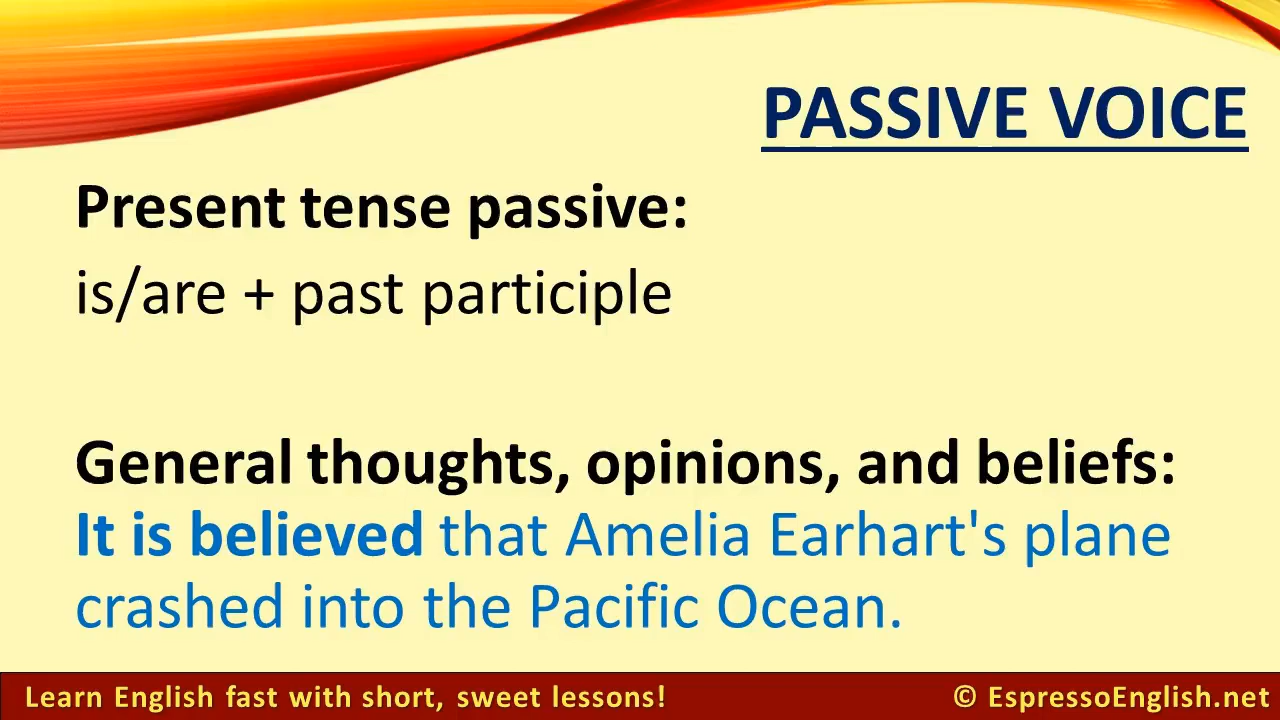 PASSIVE VOICE
Present tense passive:
is/are + past participle
General thoughts, opinions, and beliefs:
It is believed that Amelia Earhart's plane
crashed into the Pacific Ocean.
Learn English fast with short, sweet lessons!
© EspressoEnglish.net